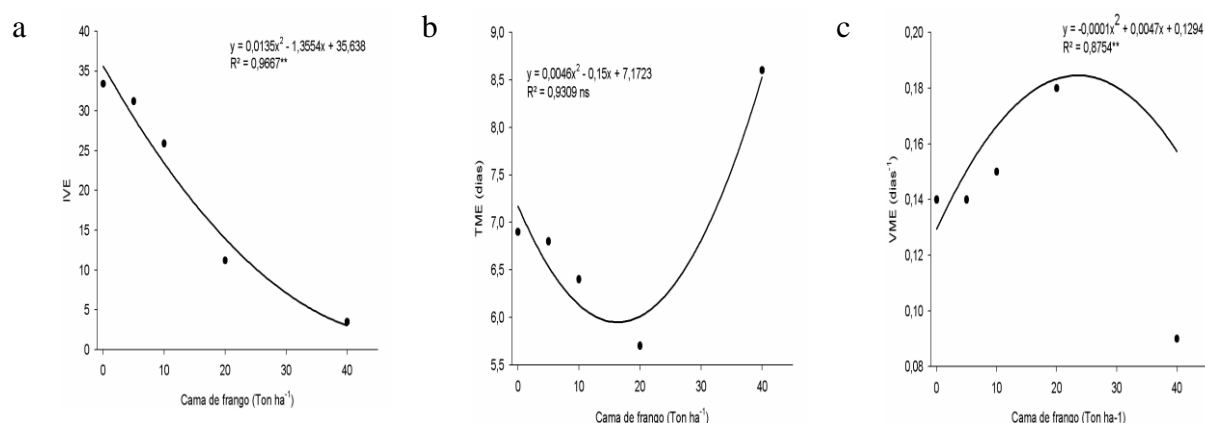 a
y = 0,0135x² - 1,3554x + 35,638
R² = 0,9667**
40
35
30
25
20
15
10
5
0
IVE
0 10 20 30 40
Cama de frango (Ton ha⁻¹)
b
y = 0,0046x² - 0,15x + 7,1723
R² = 0,9309 ns
9,0
8,5
8,0
7,5
7,0
6,5
6,0
5,5
TME (dias)
0 10 20 30 40
Cama de frango (Ton ha⁻¹)
c
y = -0,0001x² + 0,0047x + 0,1294
R² = 0,8754**
0,20
0,18
0,16
0,14
0,12
0,10
0,08
VME (dias⁻¹)
0 10 20 30 40
Cama de frango (Ton ha-1)